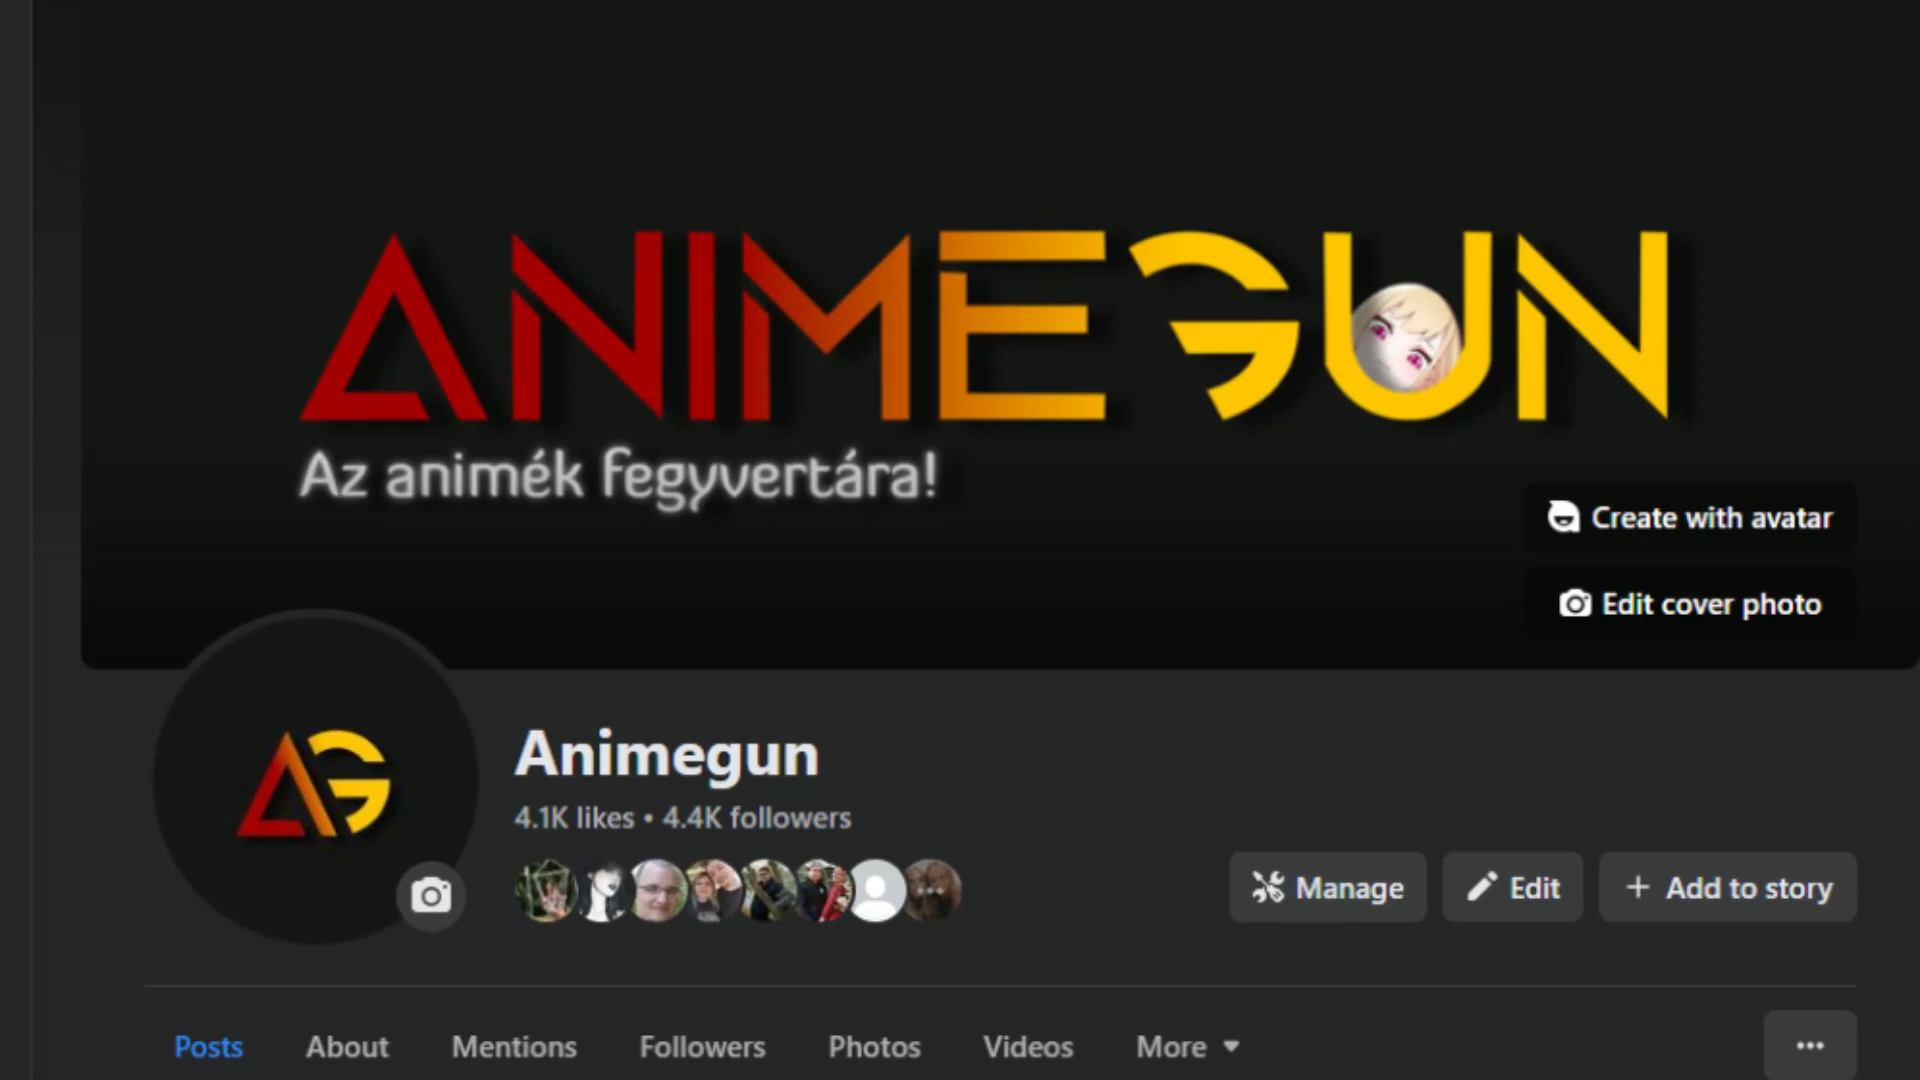 ANIMEGUN
Az animék fegyvertára!
Create with avatar
Edit cover photo
AG
Animegun
4.1K likes • 4.4K followers
Manage
Edit
+ Add to story
Posts
About
Mentions
Followers
Photos
Videos
More